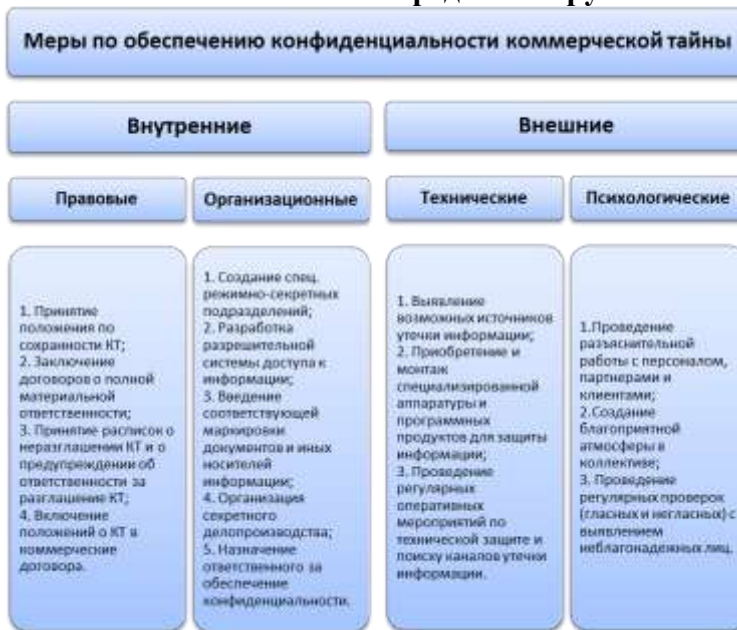 Меры по обеспечению конфиденциальности коммерческой тайны
Внутренние
Внешние
Правовые
Организационные
Технические
Психологические
1. Принятие
положения по
сохранности КТ;
2. Заключение
договоров о полной
материальной
ответственности;
3. Принятие расписок о
неразглашении КТ и о
предупреждении об
ответственности за
разглашение КТ;
4. Включение
положений о КТ в
коммерческие
договора.
1. Создание спец.
режимно-секретных
подразделений;
2. Разработка
разрешительной
системы доступа к
информации;
3. Введение
соответствующей
маркировки
документов и иных
носителей
информации;
4. Организация
секретного
делопроизводства;
5. Назначение
ответственного за
обеспечение
конфиденциальности.
1. Выявление
возможных источников
утечки информации;
2. Приобретение и
монтаж
специализированной
аппаратуры и
программных
продуктов для защиты
информации;
3. Проведение
регулярных
оперативных
мероприятий по
технической защите и
поиску каналов утечки
информации.
1.Проведение
разъяснительной
работы с персоналом,
партнерами и
клиентами;
2.Создание
благоприятной
атмосферы в
коллективе;
3. Проведение
регулярных проверок
(гласных и негласных) с
выявлением
неблагонадежных лиц.